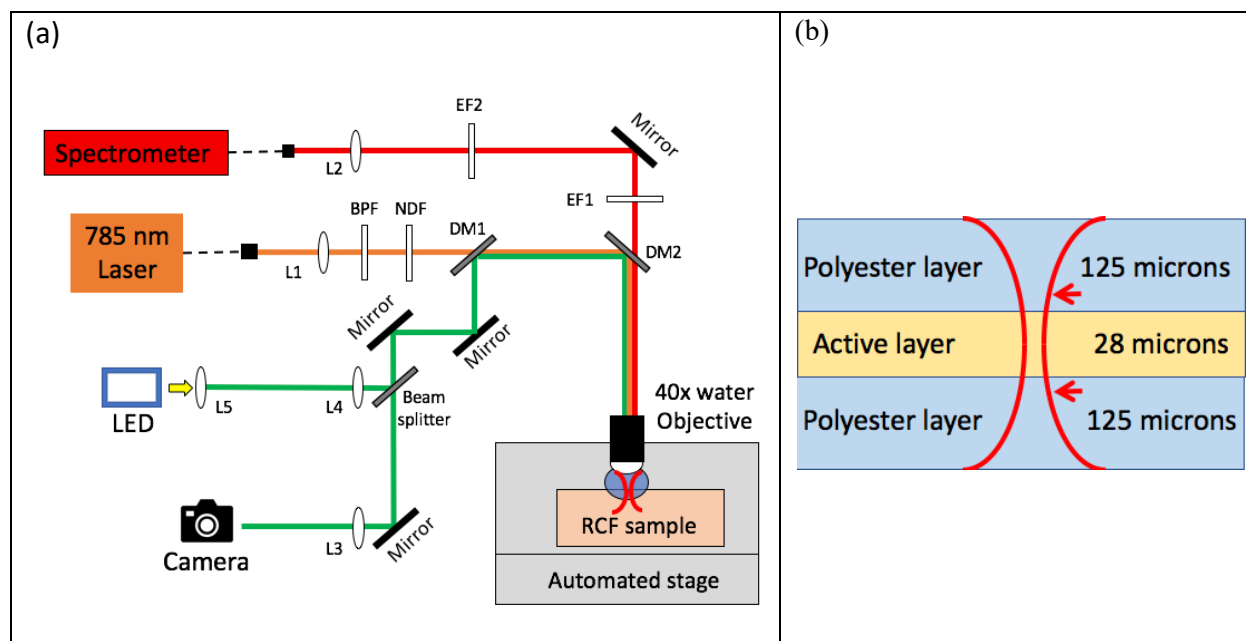 (a)
EF2
Mirror
Spectrometer
L2
EF1
BPF
NDF
DM1
785 nm
Laser
DM2
L1
Mirror
Mirror
LED
L5
L4
Beam
splitter
40x water
Objective
Camera
L3
Mirror
RCF sample
Automated stage
(b)
Polyester layer
125 microns
Active layer
28 microns
Polyester layer
125 microns